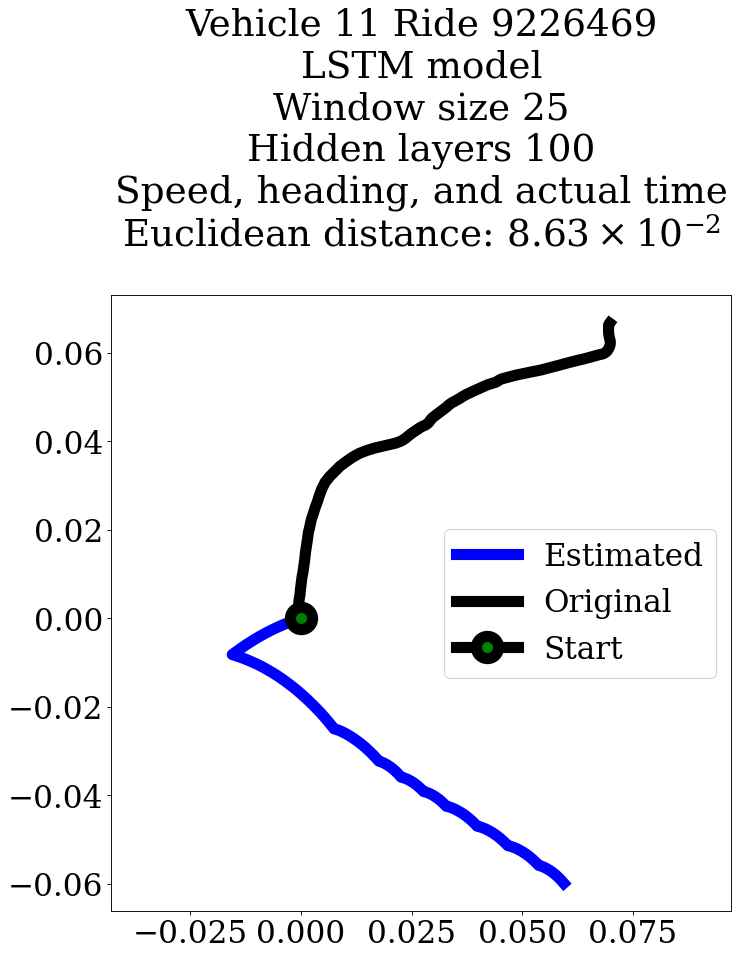 Vehicle 11 Ride 9226469
LSTM model
Window size 25
Hidden layers 100
Speed, heading, and actual time
Euclidean distance: 8.63 × 10⁻²
0.06
0.04
0.02
0.00
−0.02
−0.04
−0.06
Estimated
Original
Start
−0.025 0.000 0.025 0.050 0.075